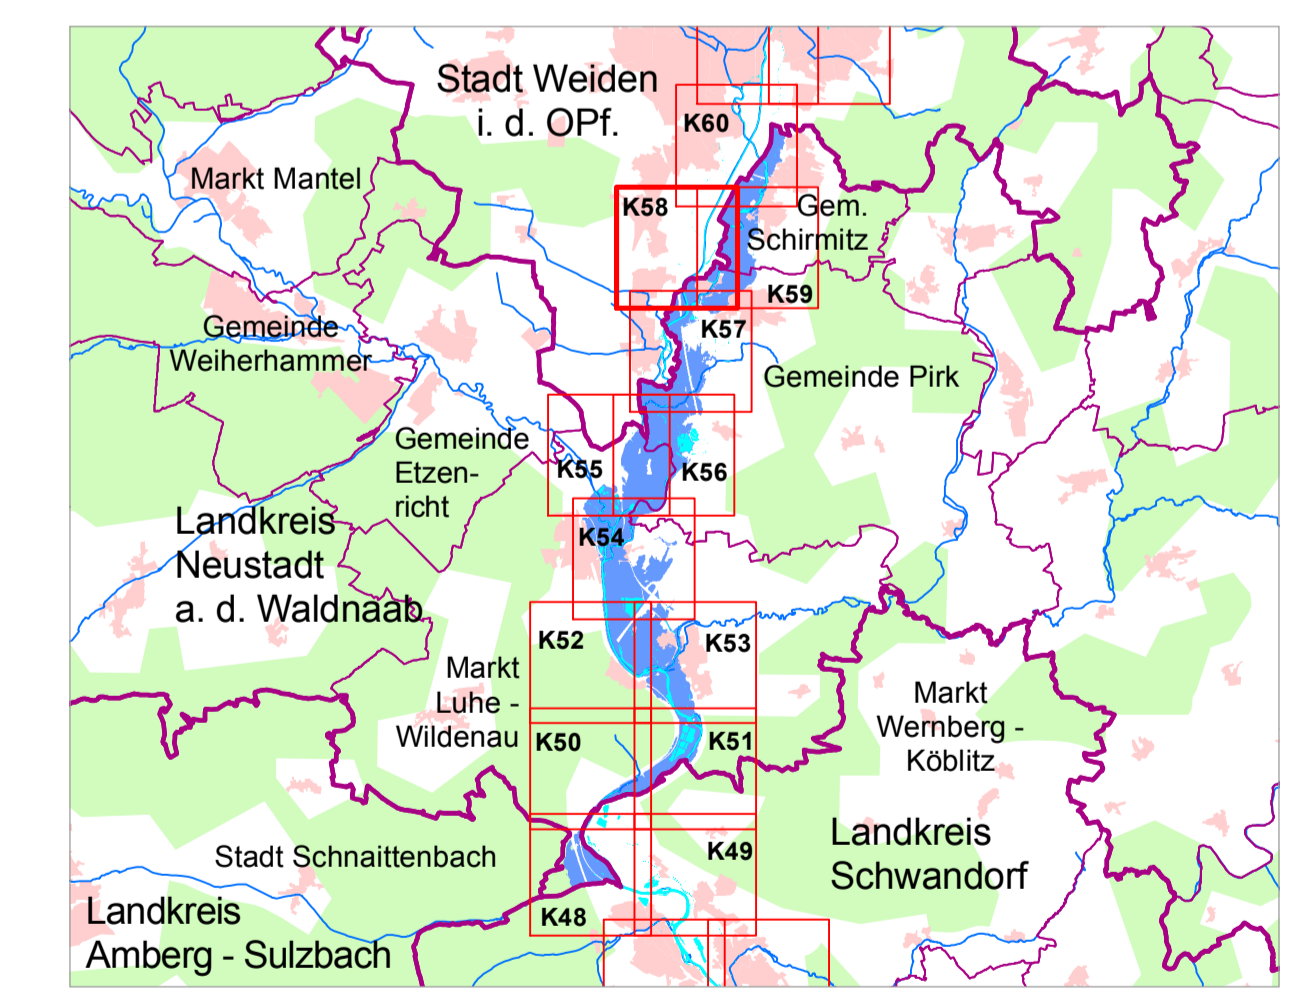 Stadt Weiden
i. d. OPf.
K60
Markt Mantel
K58
Gem.
Schirmitz
K59
K57
Gemeinde
Weiherhammer
Gemeinde Pirk
Gemeinde
Etzen-
richt
K55
K56
Landkreis
Neustadt
a. d. Waldnaab
K54
K52
K53
Markt
Luhe -
Wildenau
Markt
Wernberg -
Köblitz
K50
K51
Landkreis
Schwandorf
K49
Stadt Schnaittenbach
K48
Landkreis
Amberg - Sulzbach